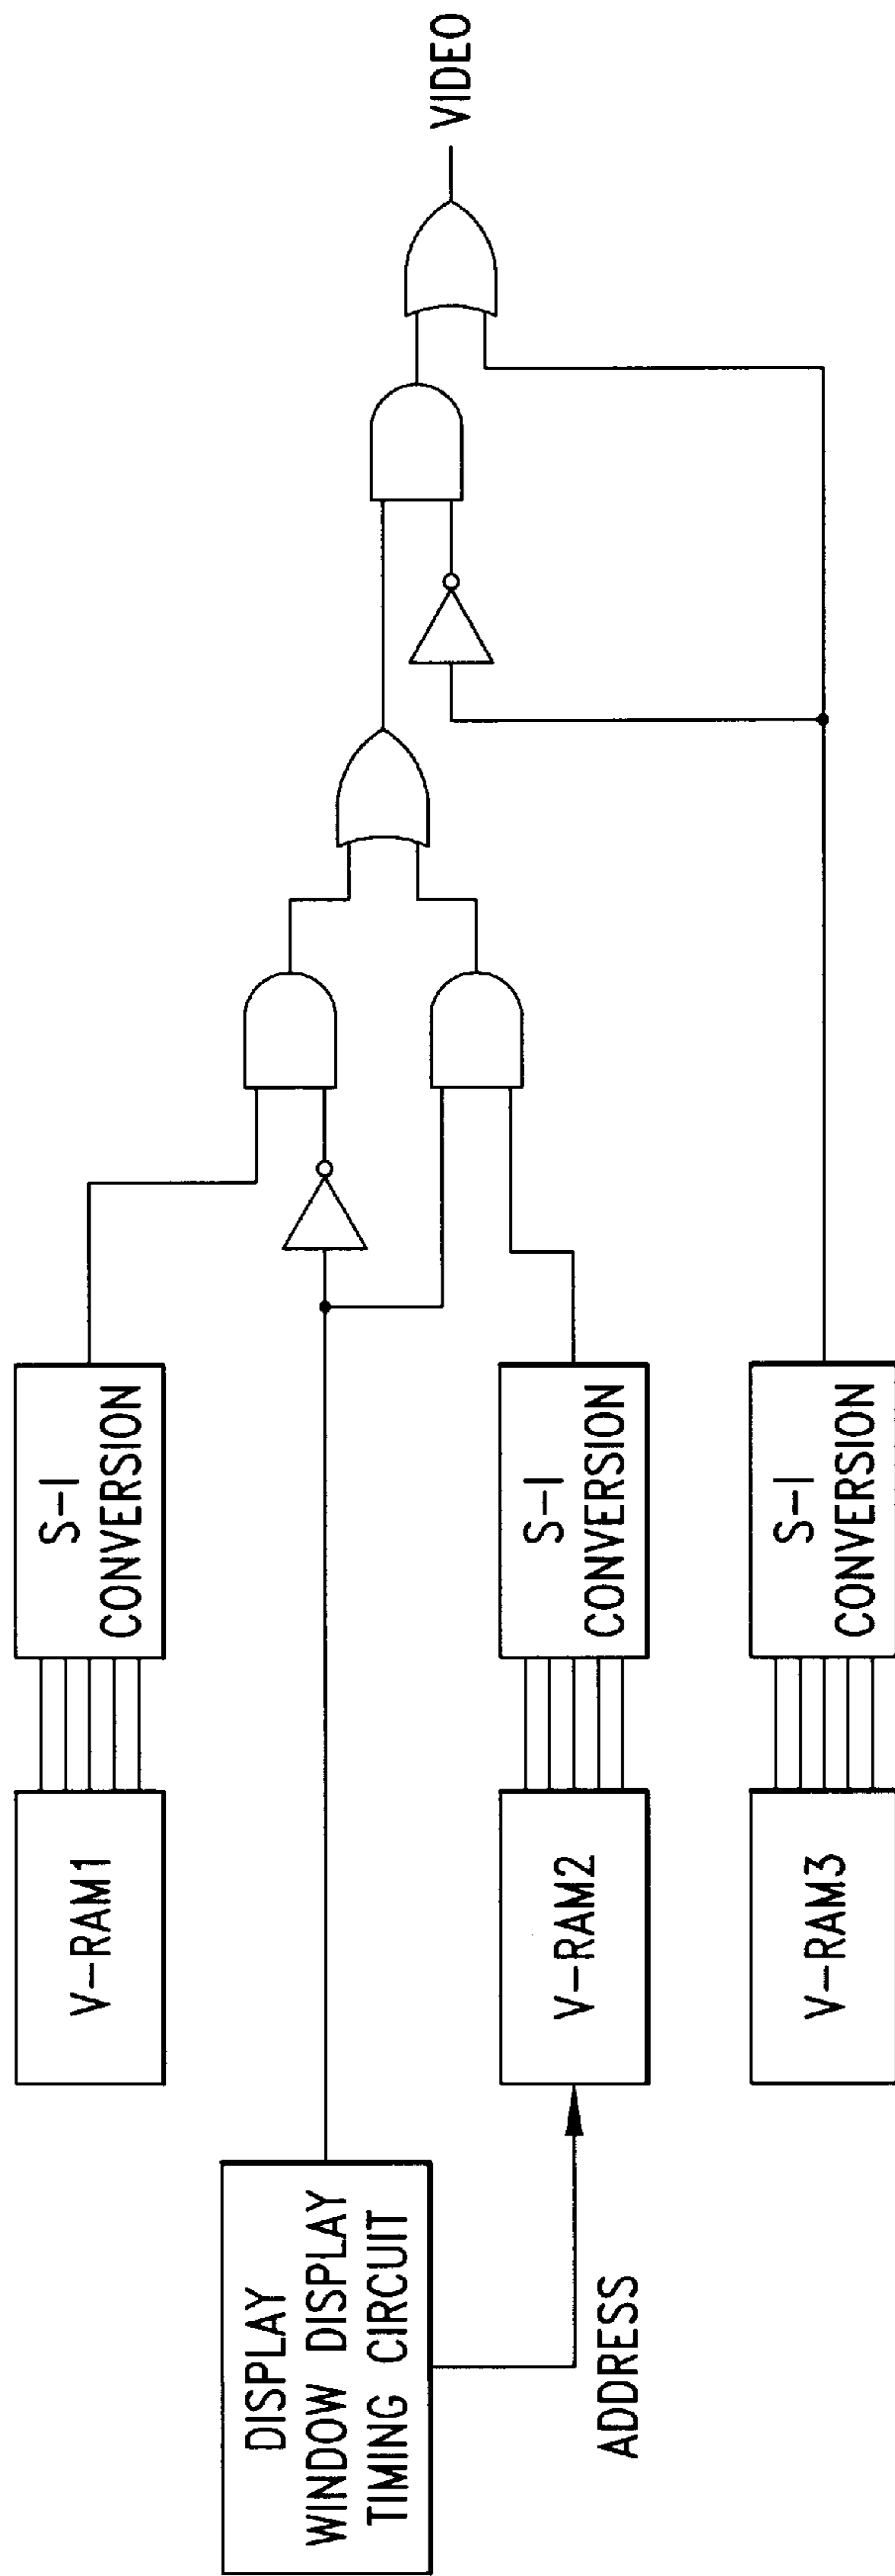 V-RAM1
S-I
CONVERSION
DISPLAY
WINDOW DISPLAY
TIMING CIRCUIT
VIDEO
ADDRESS
V-RAM2
S-I
CONVERSION
V-RAM3
S-I
CONVERSION